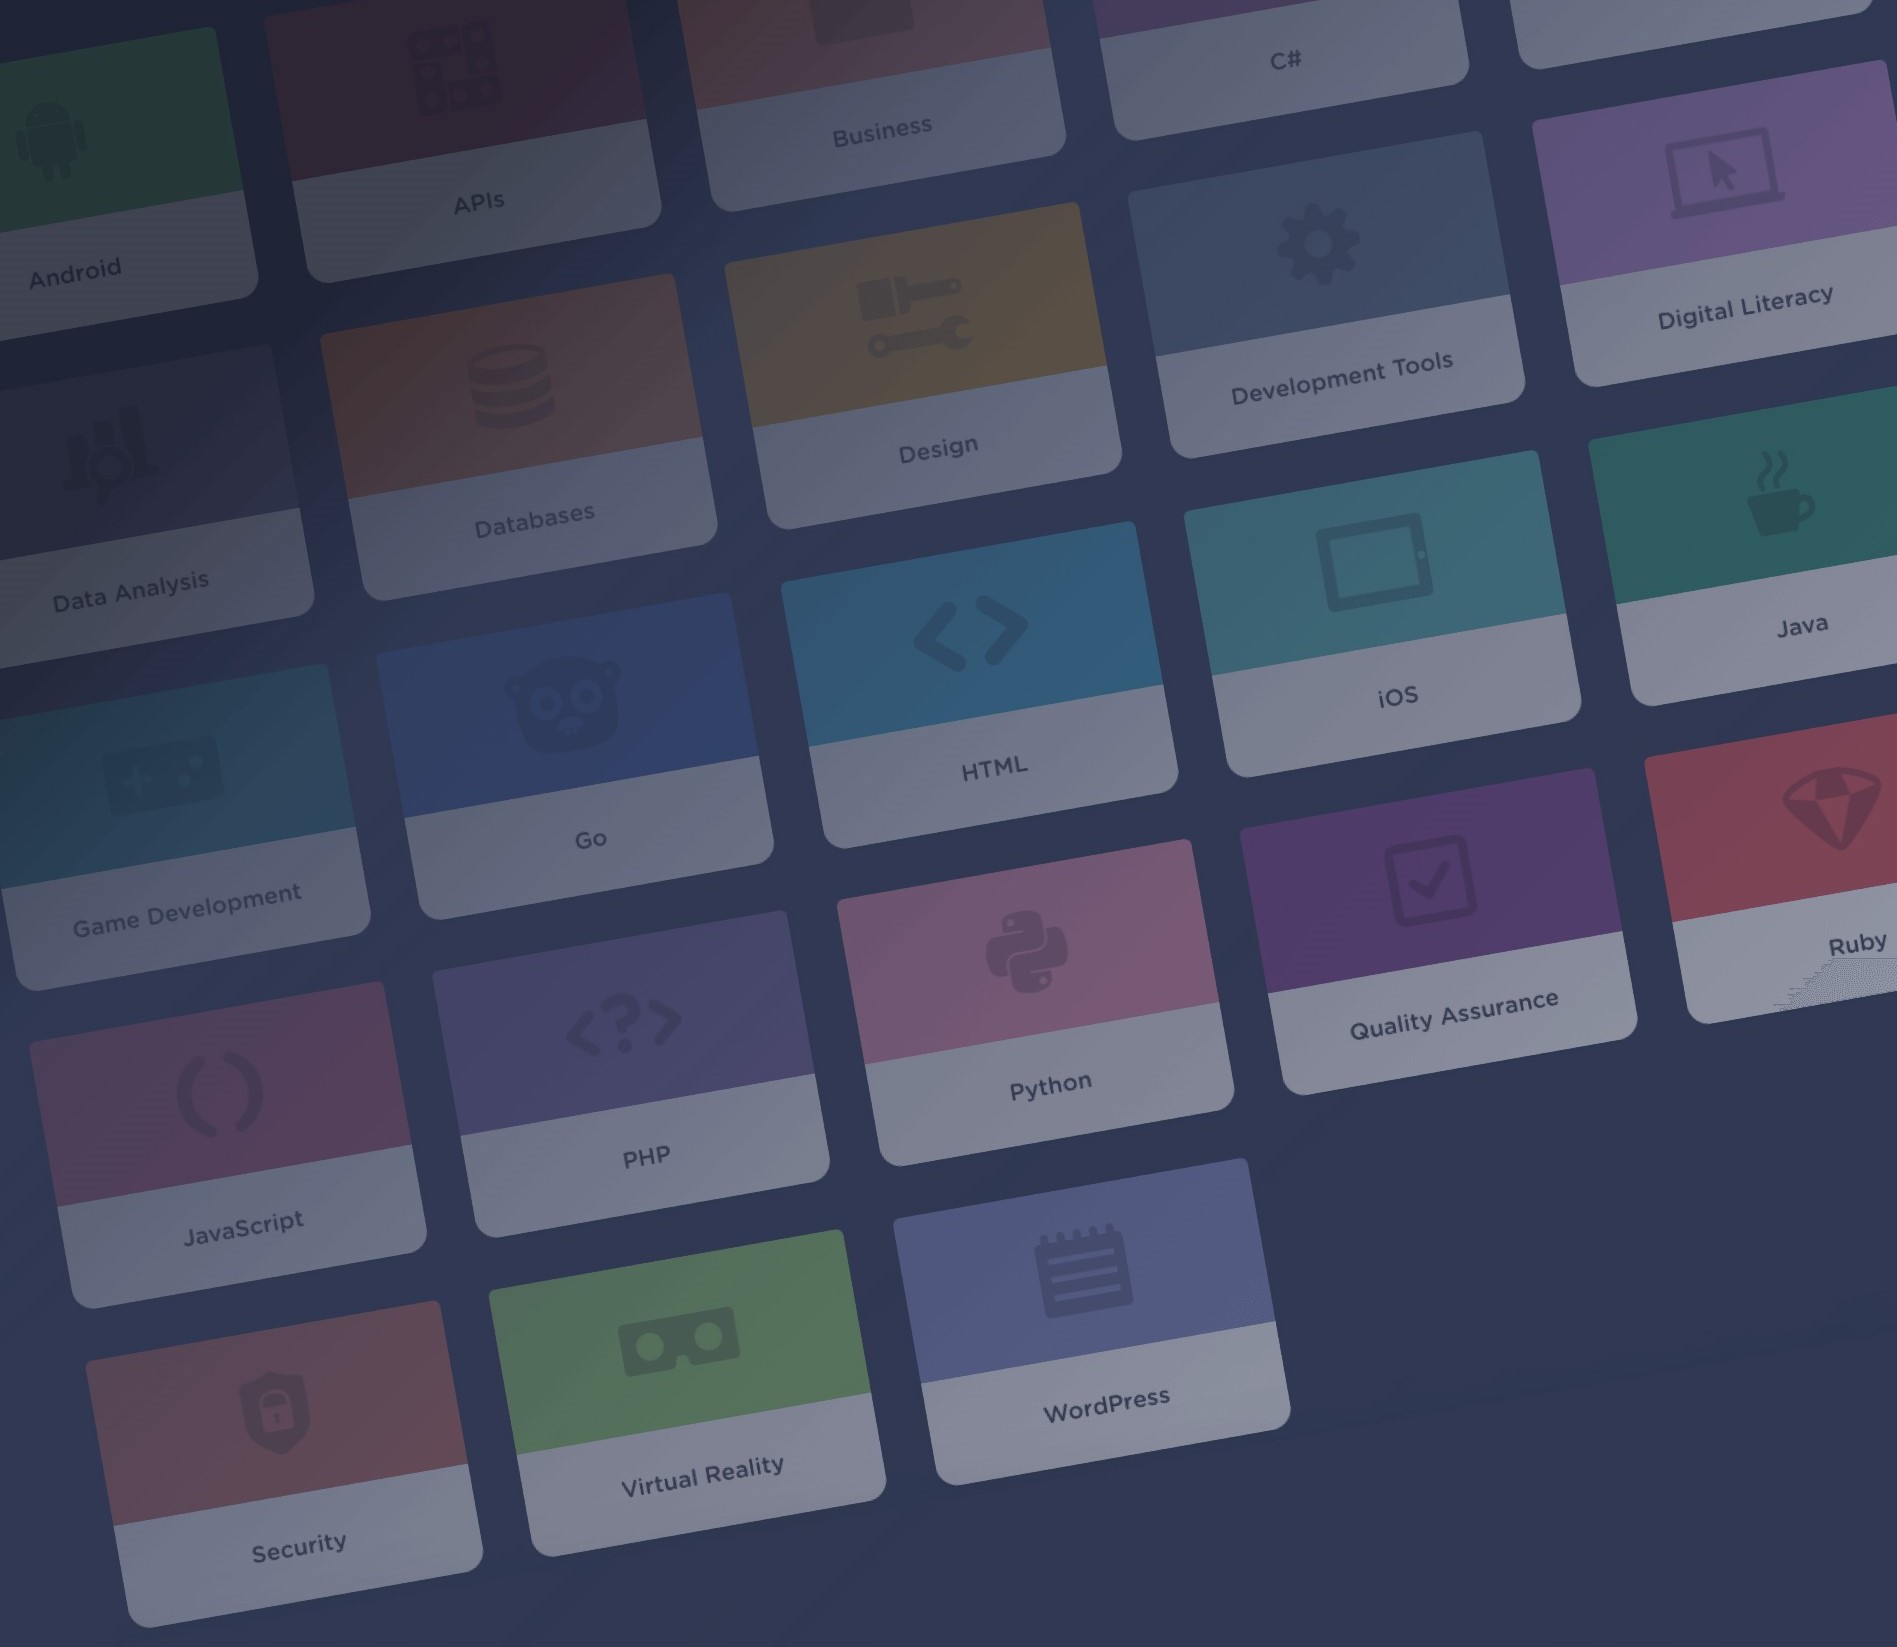 Android
APIs
Business
C#
Data Analysis
Databases
Design
Development Tools
Digital Literacy
Game Development
Go
HTML
iOS
Java
JavaScript
PHP
Python
Quality Assurance
Ruby
Security
Virtual Reality
WordPress